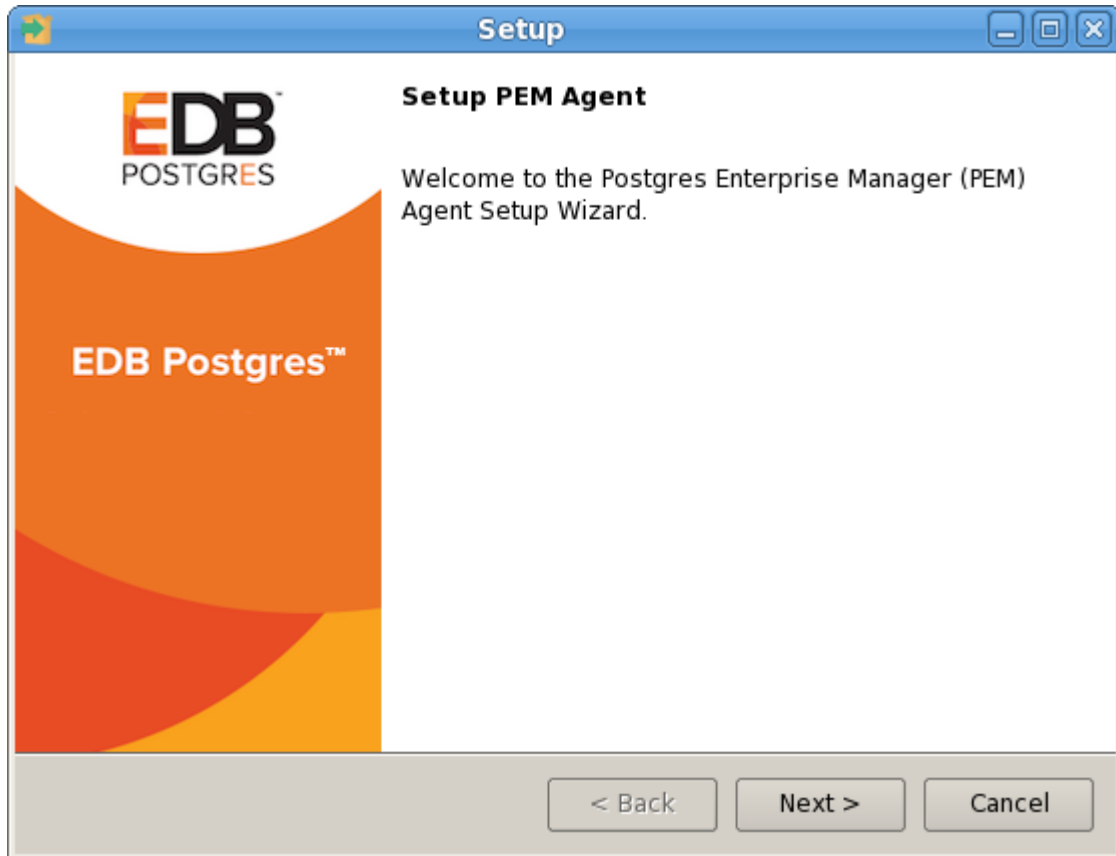 Setup
EDB™
POSTGRES
EDB Postgres™
Setup PEM Agent
Welcome to the Postgres Enterprise Manager (PEM)
Agent Setup Wizard.
< Back
Next >
Cancel